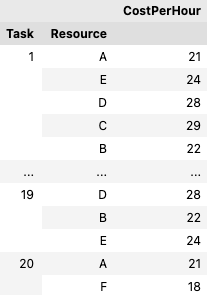 CostPerHour
Task Resource
1 A 21
E 24
D 28
C 29
B 22
... ... ...
19 D 28
B 22
E 24
20 A 21
F 18